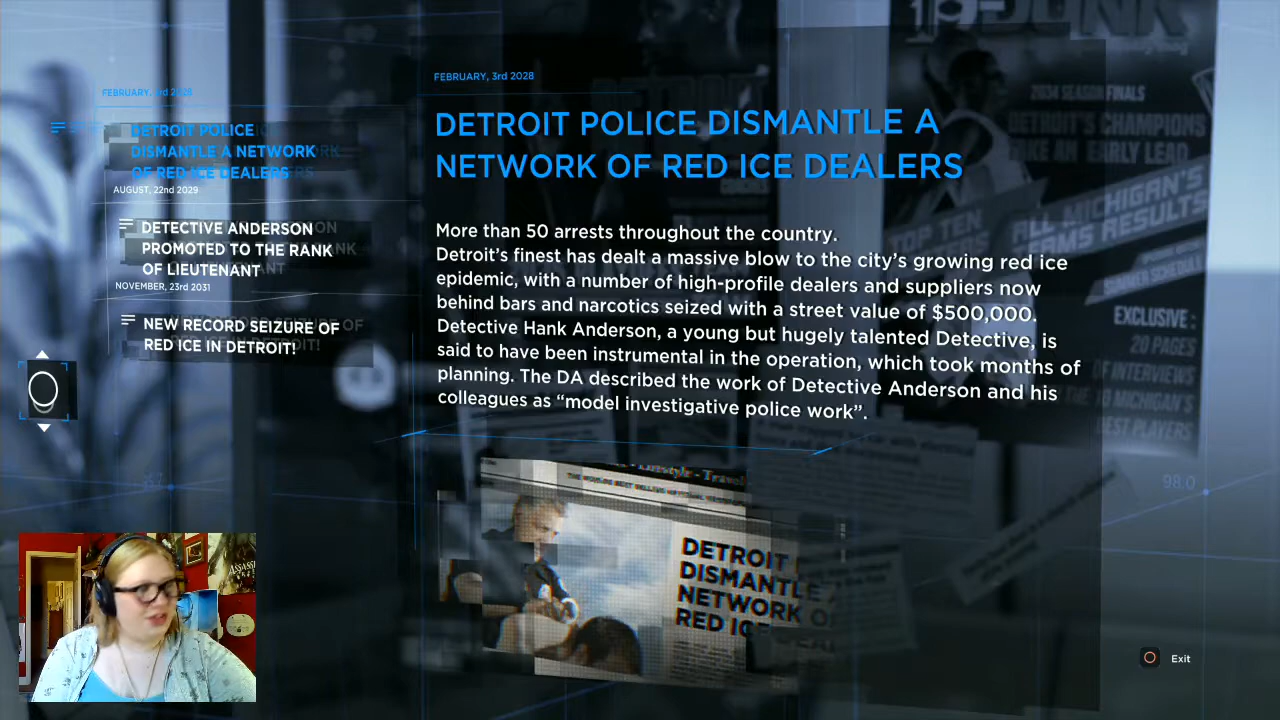 FEBRUARY, 3rd 2028
DETROIT POLICE
DISMANTLE A NETWORK
OF RED ICE DEALERS
AUGUST, 22nd 2029
DETECTIVE ANDERSON
PROMOTED TO THE RANK
OF LIEUTENANT
NOVEMBER, 23rd 2031
NEW RECORD SEIZURE OF
RED ICE IN DETROIT!
FEBRUARY, 3rd 2028
DETROIT POLICE DISMANTLE A
NETWORK OF RED ICE DEALERS
More than 50 arrests throughout the country.
Detroit’s finest has dealt a massive blow to the city’s growing red ice
epidemic, with a number of high-profile dealers and suppliers now
behind bars and narcotics seized with a street value of $500,000.
Detective Hank Anderson, a young but hugely talented Detective, is
said to have been instrumental in the operation, which took months of
planning. The DA described the work of Detective Anderson and his
colleagues as “model investigative police work”.
DETROIT
DISMANTLE
NETWORK
RED ICE
2034 SEASON FINALS
DETROIT'S CHAMPIONS
EARLY LEAD
TOP TEN
ALL MICHIGAN'S
RESULTS
EXCLUSIVE :
20 PAGES
OF INTERVIEWS
TO MICHIGAN'S
BEST PLAYERS
98.0
Exit